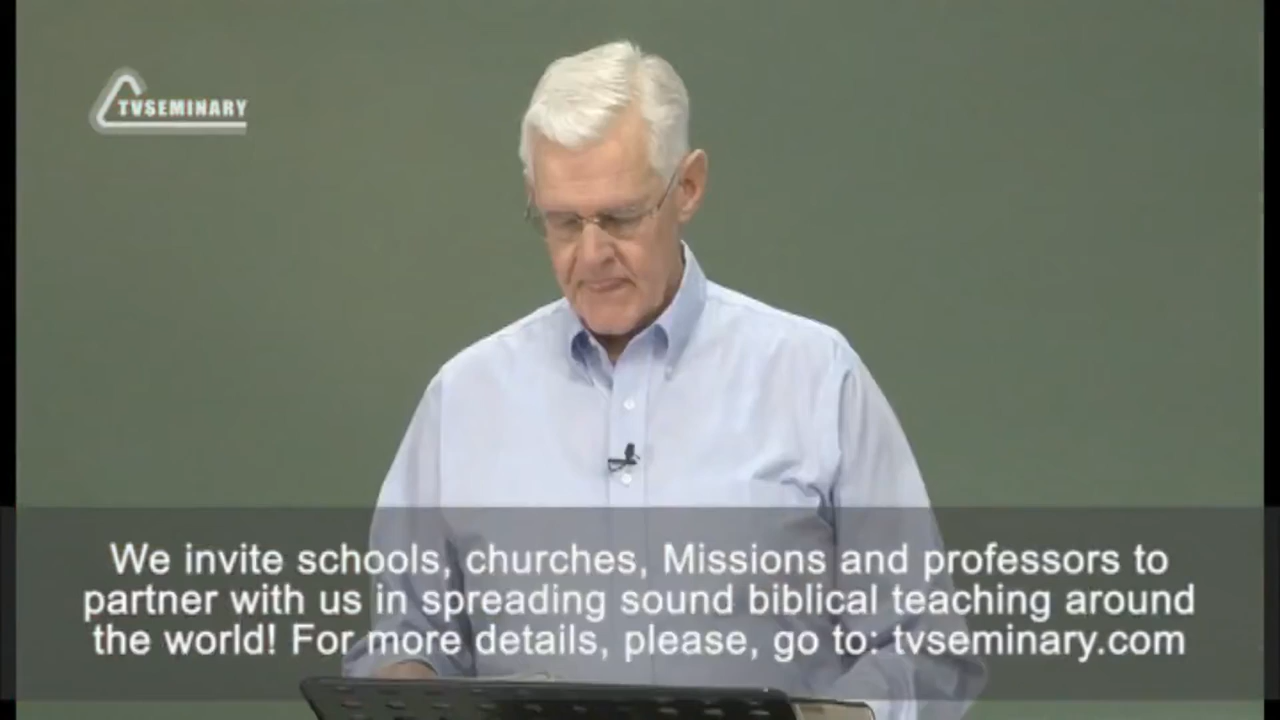 TVSEMINARY
We invite schools, churches, Missions and professors to
partner with us in spreading sound biblical teaching around
the world! For more details, please, go to: tvseminary.com